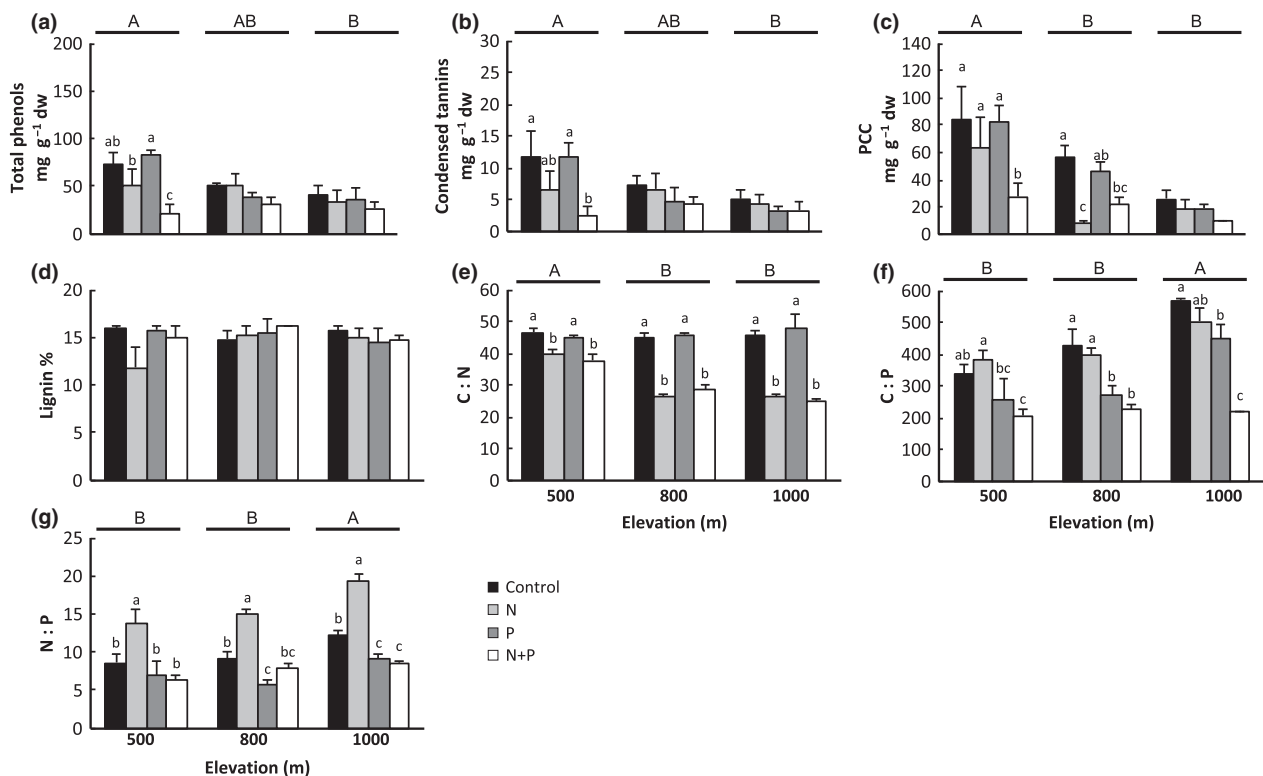 (a)
A AB B
Total phenols
mg g⁻¹ dw
200
150
100
50
0
ab b a c
(b)
A AB B
Condensed tannins
mg g⁻¹ dw
30
25
20
15
10
5
0
a ab a b
(c)
A B B
PCC
mg g⁻¹ dw
140
120
100
80
60
40
20
0
a a a b
a c ab bc
(d)
Lignin %
20
15
10
5
0
(e)
A B B
C : N
60
50
40
30
20
10
0
a b a b
a b a b
a b a b
500 800 1000
Elevation (m)
(f)
B B A
C : P
600
500
400
300
200
100
0
ab a bc c
a a b b
a ab b c
500 800 1000
Elevation (m)
(g)
B B A
N : P
25
20
15
10
5
0
b a b b
b a c bc
b a c c
500 800 1000
Elevation (m)
Control
N
P
N+P